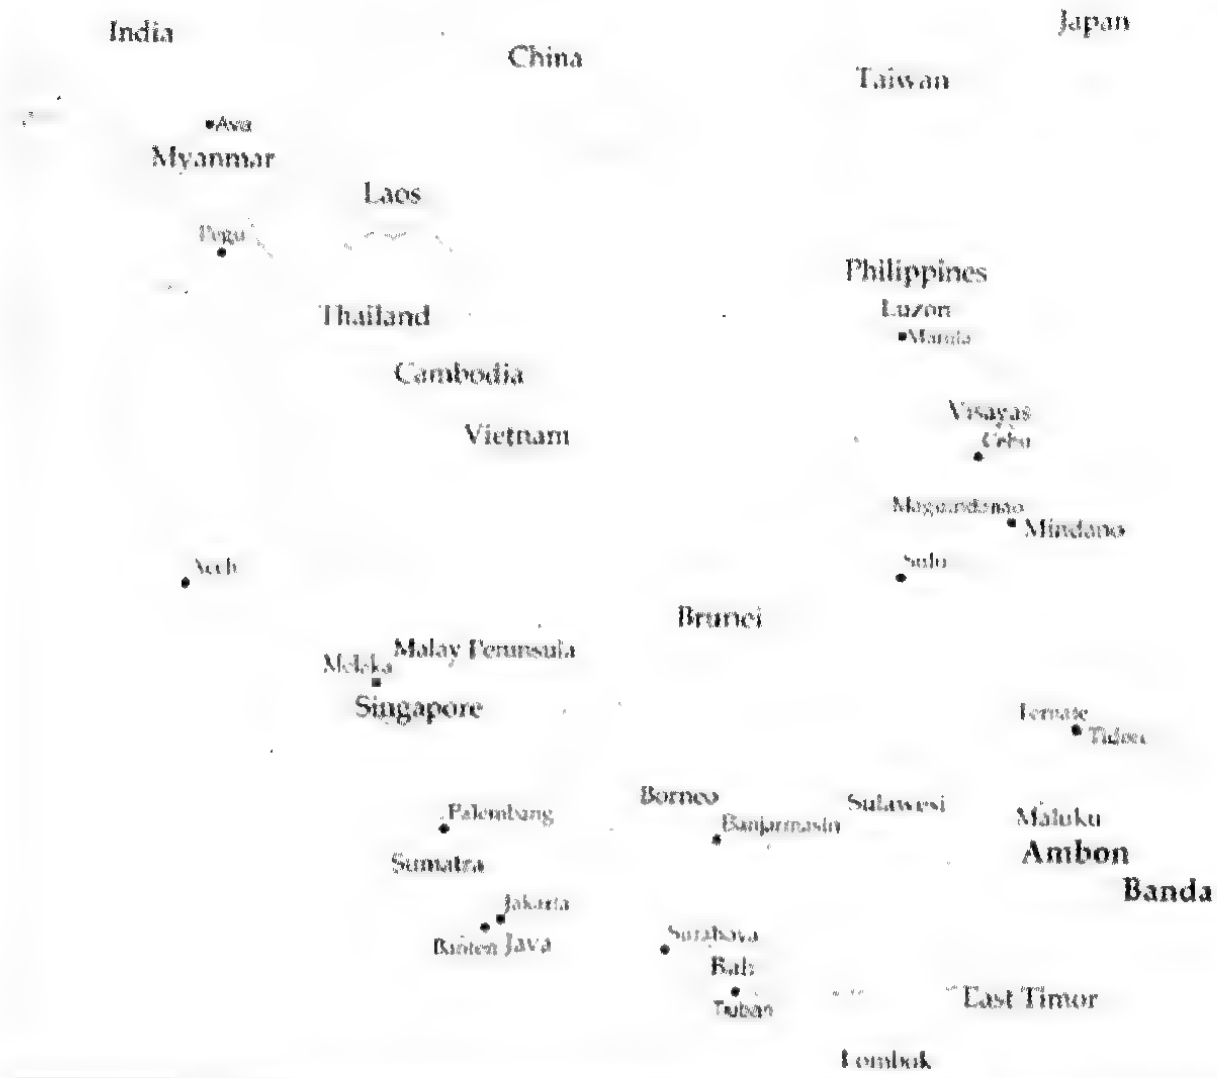 India
Japan
China
Taiwan
Ava
Myanmar
Laos
Pegu
Philippines
Luzon
Thailand
Manila
Cambodia
Visayas
Vietnam
Cebu
Maguindanao
Mindano
Aceh
Sulu
Brunei
Malay Peninsula
Meleka
Singapore
Ternate
Tidore
Borneo
Sulawesi
Palembang
Banjarmasin
Maluku
Sumatra
Ambon
Banda
Jakarta
Banten Java
Surabaya
Bali
Tuban
East Timor
Lombok